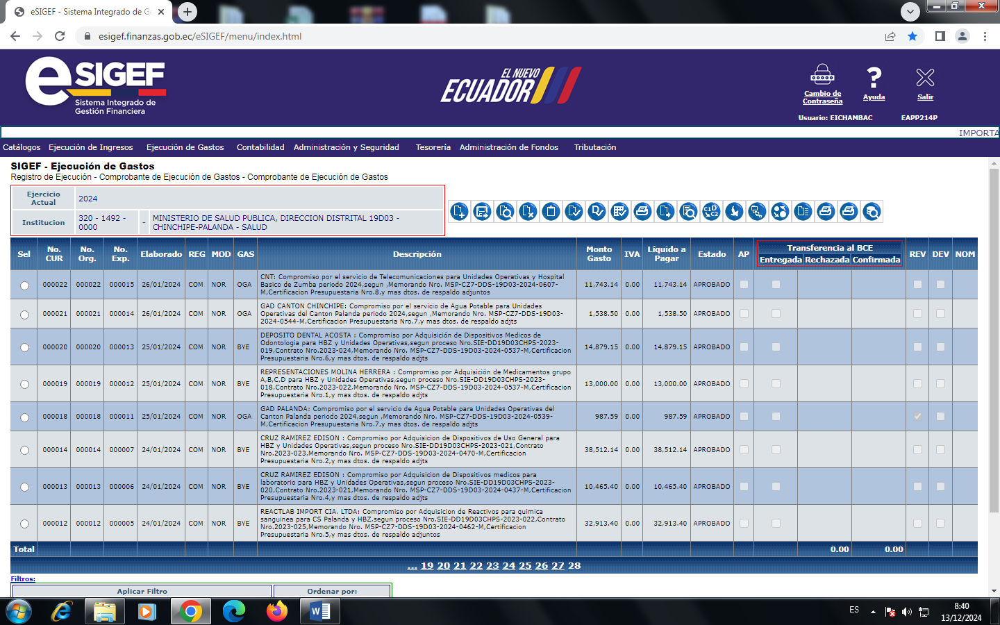 eSIGEF - Sistema Integrado de Ge
esigef.finanzas.gob.ec/eSIGEF/menu/index.html
eSIGEF
Sistema Integrado de
Gestión Financiera
EL NUEVO
ECUADOR
Cambio de
Contraseña
Ayuda
Salir
Usuario: EICHAMBAC
EAPP214P
IMPORTA
Catálogos Ejecución de Ingresos Ejecución de Gastos Contabilidad Administración y Seguridad Tesorería Administración de Fondos Tributación
SIGEF - Ejecución de Gastos
Registro de Ejecución - Comprobante de Ejecución de Gastos - Comprobante de Ejecución de Gastos
Ejercicio
Actual
2024
Institucion
320 - 1492 -
0000
-
MINISTERIO DE SALUD PUBLICA, DIRECCION DISTRITAL 19D03 -
CHINCHIPE-PALANDA - SALUD
C1D
C2
Sel No. CUR No. Org. No. Exp. Elaborado REG MOD GAS Descripción Monto Gasto IVA Líquido a Pagar Estado AP Transferencia al BCE Entregada Rechazada Confirmada REV DEV NOM
000022 000022 000015 26/01/2024 COM NOR OGA
CNT: Compromiso por el servicio de Telecomunicaciones para Unidades Operativas y Hospital
Basico de Zumba periodo 2024,segun ,Memorando Nro. MSP-CZ7-DDS-19D03-2024-0607-
M,Certificacion Presupuestaria Nro.8,y mas dtos. de respaldo adjuntos
11,743.14 0.00 11,743.14 APROBADO
000021 000021 000014 26/01/2024 COM NOR OGA
GAD CANTON CHINCHIPE: Compromiso por el servicio de Agua Potable para Unidades
Operativas del Canton Palanda periodo 2024,segun ,Memorando Nro. MSP-CZ7-DDS-19D03-
2024-0544-M,Certificacion Presupuestaria Nro.7,y mas dtos. de respaldo adjts
1,538.50 0.00 1,538.50 APROBADO
000020 000020 000013 25/01/2024 COM NOR BYE
DEPOSITO DENTAL ACOSTA : Compromiso por Adquisición de Dispositivos Medicos de
Odontologia para HBZ y Unidades Operativas,segun proceso Nro.SIE-DD19D03CHPS-2023-
019,Contrato Nro.2023-024,Memorando Nro. MSP-CZ7-DDS-19D03-2024-0537-M,Certificacion
Presupuestaria Nro.6,y mas dtos. de respaldo adjts
14,879.15 0.00 14,879.15 APROBADO
000019 000019 000012 25/01/2024 COM NOR BYE
REPRESENTACIONES MOLINA HERRERA : Compromiso por Adquisición de Medicamentos grupo
A,B,C,D para HBZ y Unidades Operativas,segun proceso Nro.SIE-DD19D03CHPS-2023-
018,Contrato Nro.2023-022,Memorando Nro. MSP-CZ7-DDS-19D03-2024-0537-M,Certificacion
Presupuestaria Nro.1,y mas dtos. de respaldo adjts
13,000.00 0.00 13,000.00 APROBADO
000018 000018 000011 25/01/2024 COM NOR OGA
GAD PALANDA: Compromiso por el servicio de Agua Potable para Unidades Operativas del
Canton Palanda periodo 2024,segun ,Memorando Nro. MSP-CZ7-DDS-19D03-2024-0539-
M,Certificacion Presupuestaria Nro.7,y mas dtos. de respaldo adjts
987.59 0.00 987.59 APROBADO
000014 000014 000007 24/01/2024 COM NOR BYE
CRUZ RAMIREZ EDISON : Compromiso por Adquisicion de Dispositivos de Uso General para
HBZ y Unidades Operativas,segun proceso Nro.SIE-DD19D03CHPS-2023-021,Contrato
Nro.2023-023,Memorando Nro. MSP-CZ7-DDS-19D03-2024-0470-M,Certificacion
Presupuestaria Nro.2,y mas dtos. de respaldo adjts
38,512.14 0.00 38,512.14 APROBADO
000013 000013 000006 24/01/2024 COM NOR BYE
CRUZ RAMIREZ EDISON : Compromiso por Adquisicion de Dispositivos medicos para
laboratorio para HBZ y Unidades Operativas,segun proceso Nro.SIE-DD19D03CHPS-2023-
020,Contrato Nro.2023-021,Memorando Nro. MSP-CZ7-DDS-19D03-2024-0437-M,Certificacion
Presupuestaria Nro.4,y mas dtos. de respaldo adjts
10,465.40 0.00 10,465.40 APROBADO
000012 000012 000005 24/01/2024 COM NOR BYE
REACTLAB IMPORT CIA. LTDA: Compromiso por Adquisicion de Reactivos para quimica
sanguinea para CS Palanda y HBZ,segun proceso Nro.SIE-DD19D03CHPS-2023-022,Contrato
Nro.2023-025,Memorando Nro. MSP-CZ7-DDS-19D03-2024-0462-M,Certificacion
Presupuestaria Nro.5,y mas dtos. de respaldo adjuntos
32,913.40 0.00 32,913.40 APROBADO
Total 0.00 0.00
... 19 20 21 22 23 24 25 26 27 28
Filtros:
Aplicar Filtro Ordenar por:
ES
8:40
13/12/2024